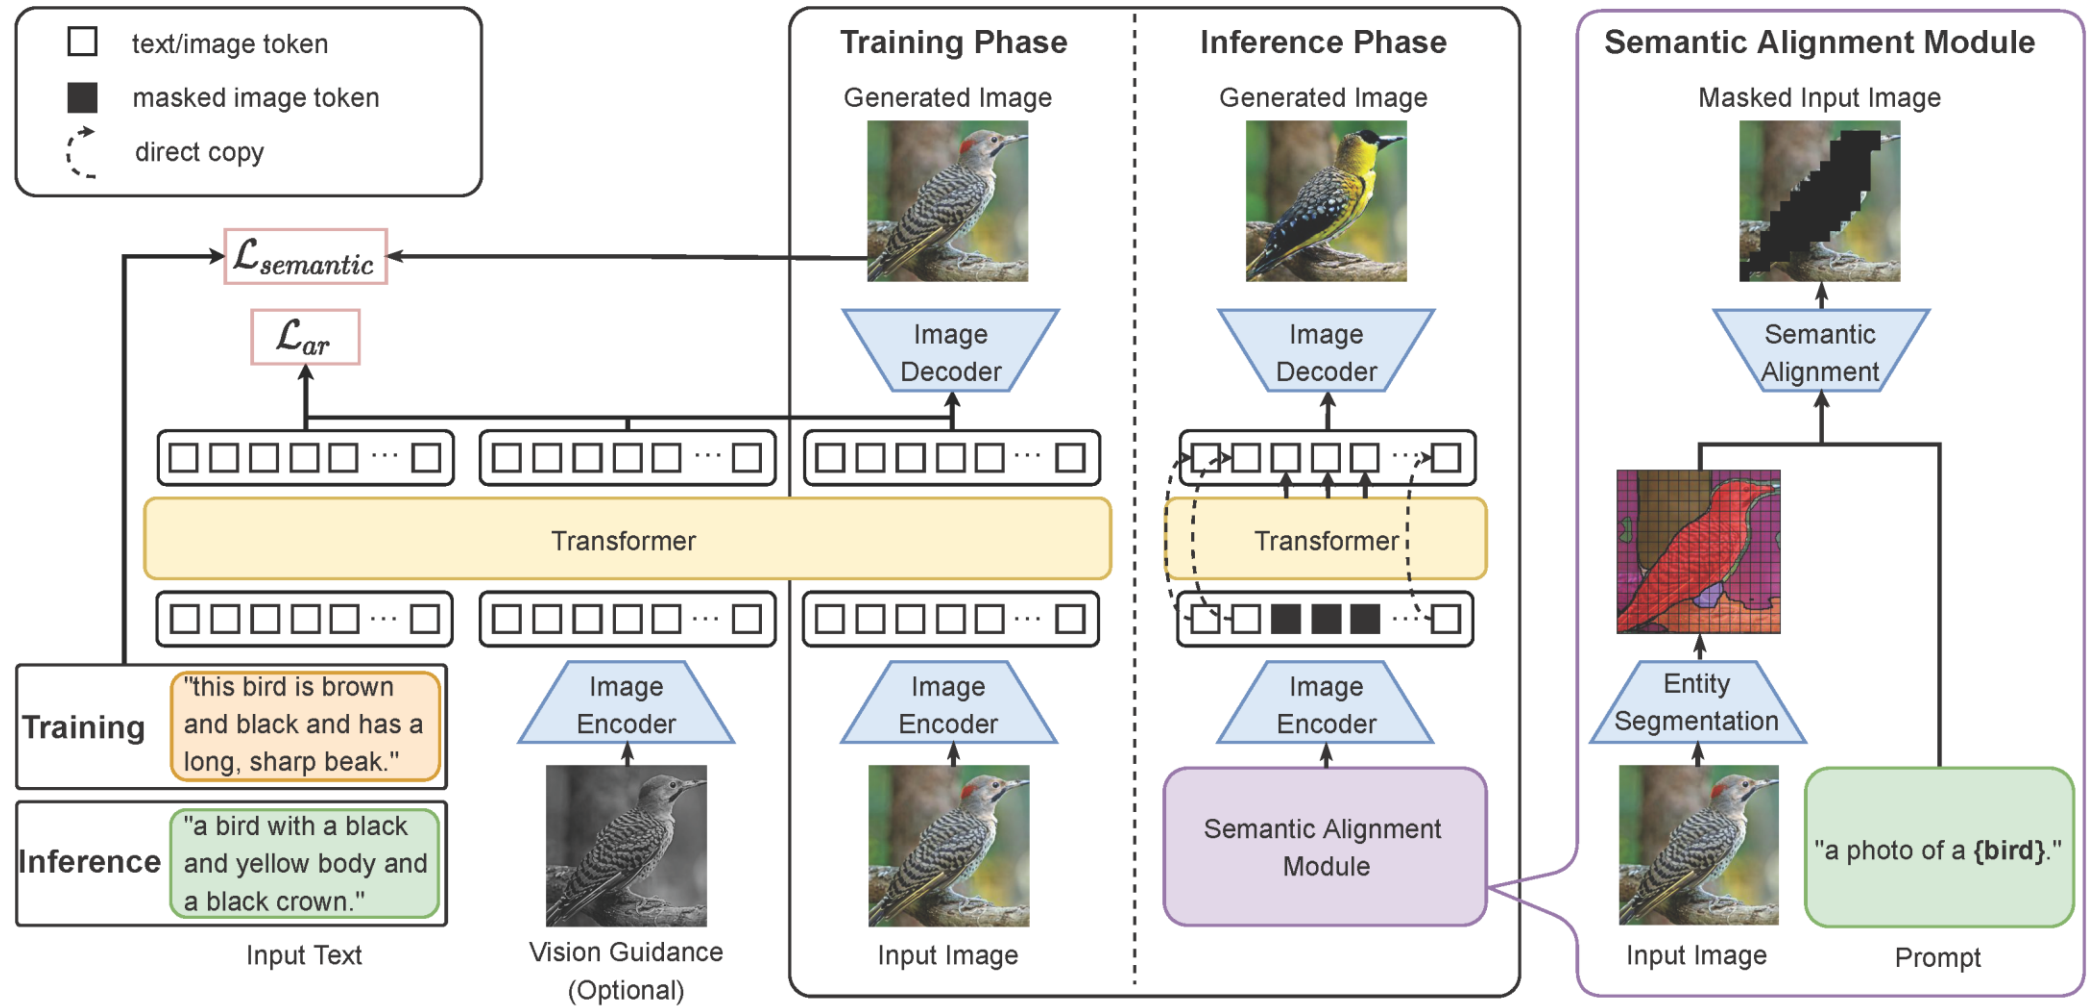 text/image token
masked image token
direct copy
Training Phase
Generated Image
Inference Phase
Generated Image
Semantic Alignment Module
Masked Input Image
ℒsemantic
ℒar
Image
Decoder
Image
Decoder
Semantic
Alignment
...
...
...
...
Transformer
Transformer
...
...
...
...
Training
"this bird is brown
and black and has a
long, sharp beak."
Inference
"a bird with a black
and yellow body and
a black crown."
Input Text
Image
Encoder
Vision Guidance
(Optional)
Image
Encoder
Input Image
Image
Encoder
Semantic Alignment
Module
Entity
Segmentation
Input Image
"a photo of a {bird}."
Prompt